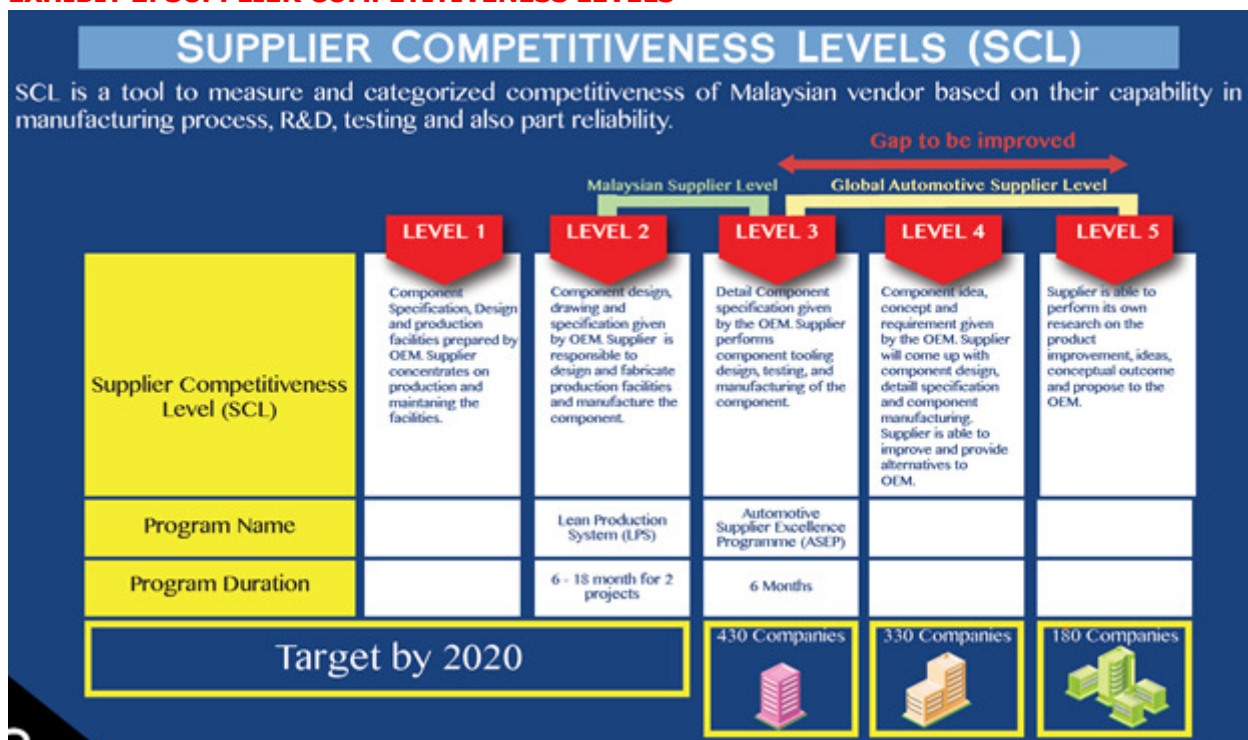 SUPPLIER COMPETITIVENESS LEVELS (SCL)
SCL is a tool to measure and categorized competitiveness of Malaysian vendor based on their capability in
manufacturing process, R&D, testing and also part reliability.
Gap to be improved
Malaysian Supplier Level
Global Automotive Supplier Level
LEVEL 1
LEVEL 2
LEVEL 3
LEVEL 4
LEVEL 5
Supplier Competitiveness
Level (SCL)
Component
Specification, Design
and production
facilities prepared by
OEM. Supplier
concentrates on
production and
maintaning the
facilities.
Component design,
drawing and
specification given
by OEM. Supplier is
responsible to
design and fabricate
production facilities
and manufacture the
component.
Detail Component
specification given
by the OEM. Supplier
performs
component tooling
design, testing, and
manufacturing of the
component.
Component idea,
concept and
requirement given
by the OEM. Supplier
will come up with
component design,
detaill specification
and component
manufacturing.
Supplier is able to
improve and provide
alternatives to
OEM.
Supplier is able to
perform its own
research on the
product
improvement, ideas,
conceptual outcome
and propose to the
OEM.
Program Name
Lean Production
System (LPS)
Automotive
Supplier Excellence
Programme (ASEP)
Program Duration
6 - 18 month for 2
projects
6 Months
Target by 2020
430 Companies
330 Companies
180 Companies